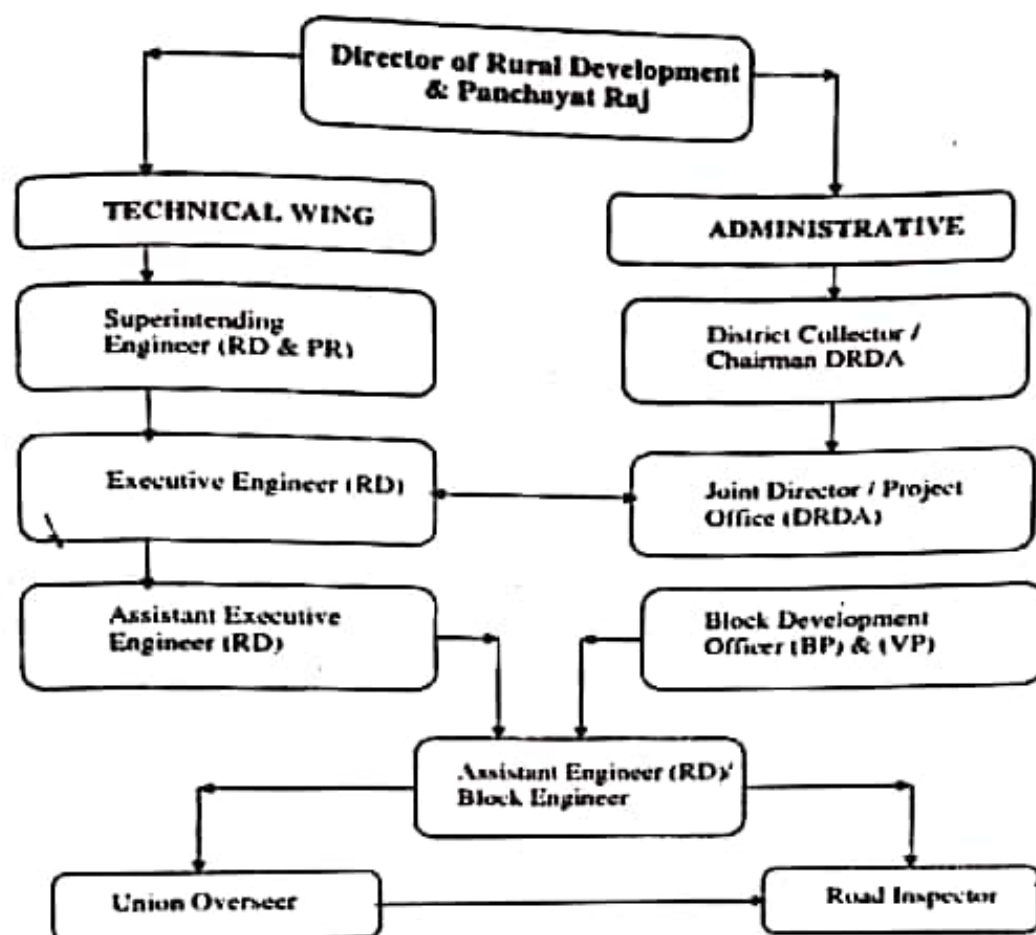 Director of Rural Development
& Panchayat Raj
TECHNICAL WING
ADMINISTRATIVE
Superintending
Engineer (RD & PR)
District Collector /
Chairman DRDA
Executive Engineer (RD)
Joint Director / Project
Office (DRDA)
Assistant Executive
Engineer (RD)
Block Development
Officer (BP) & (VP)
Assistant Engineer (RD)/
Block Engineer
Union Overseer
Road Inspector